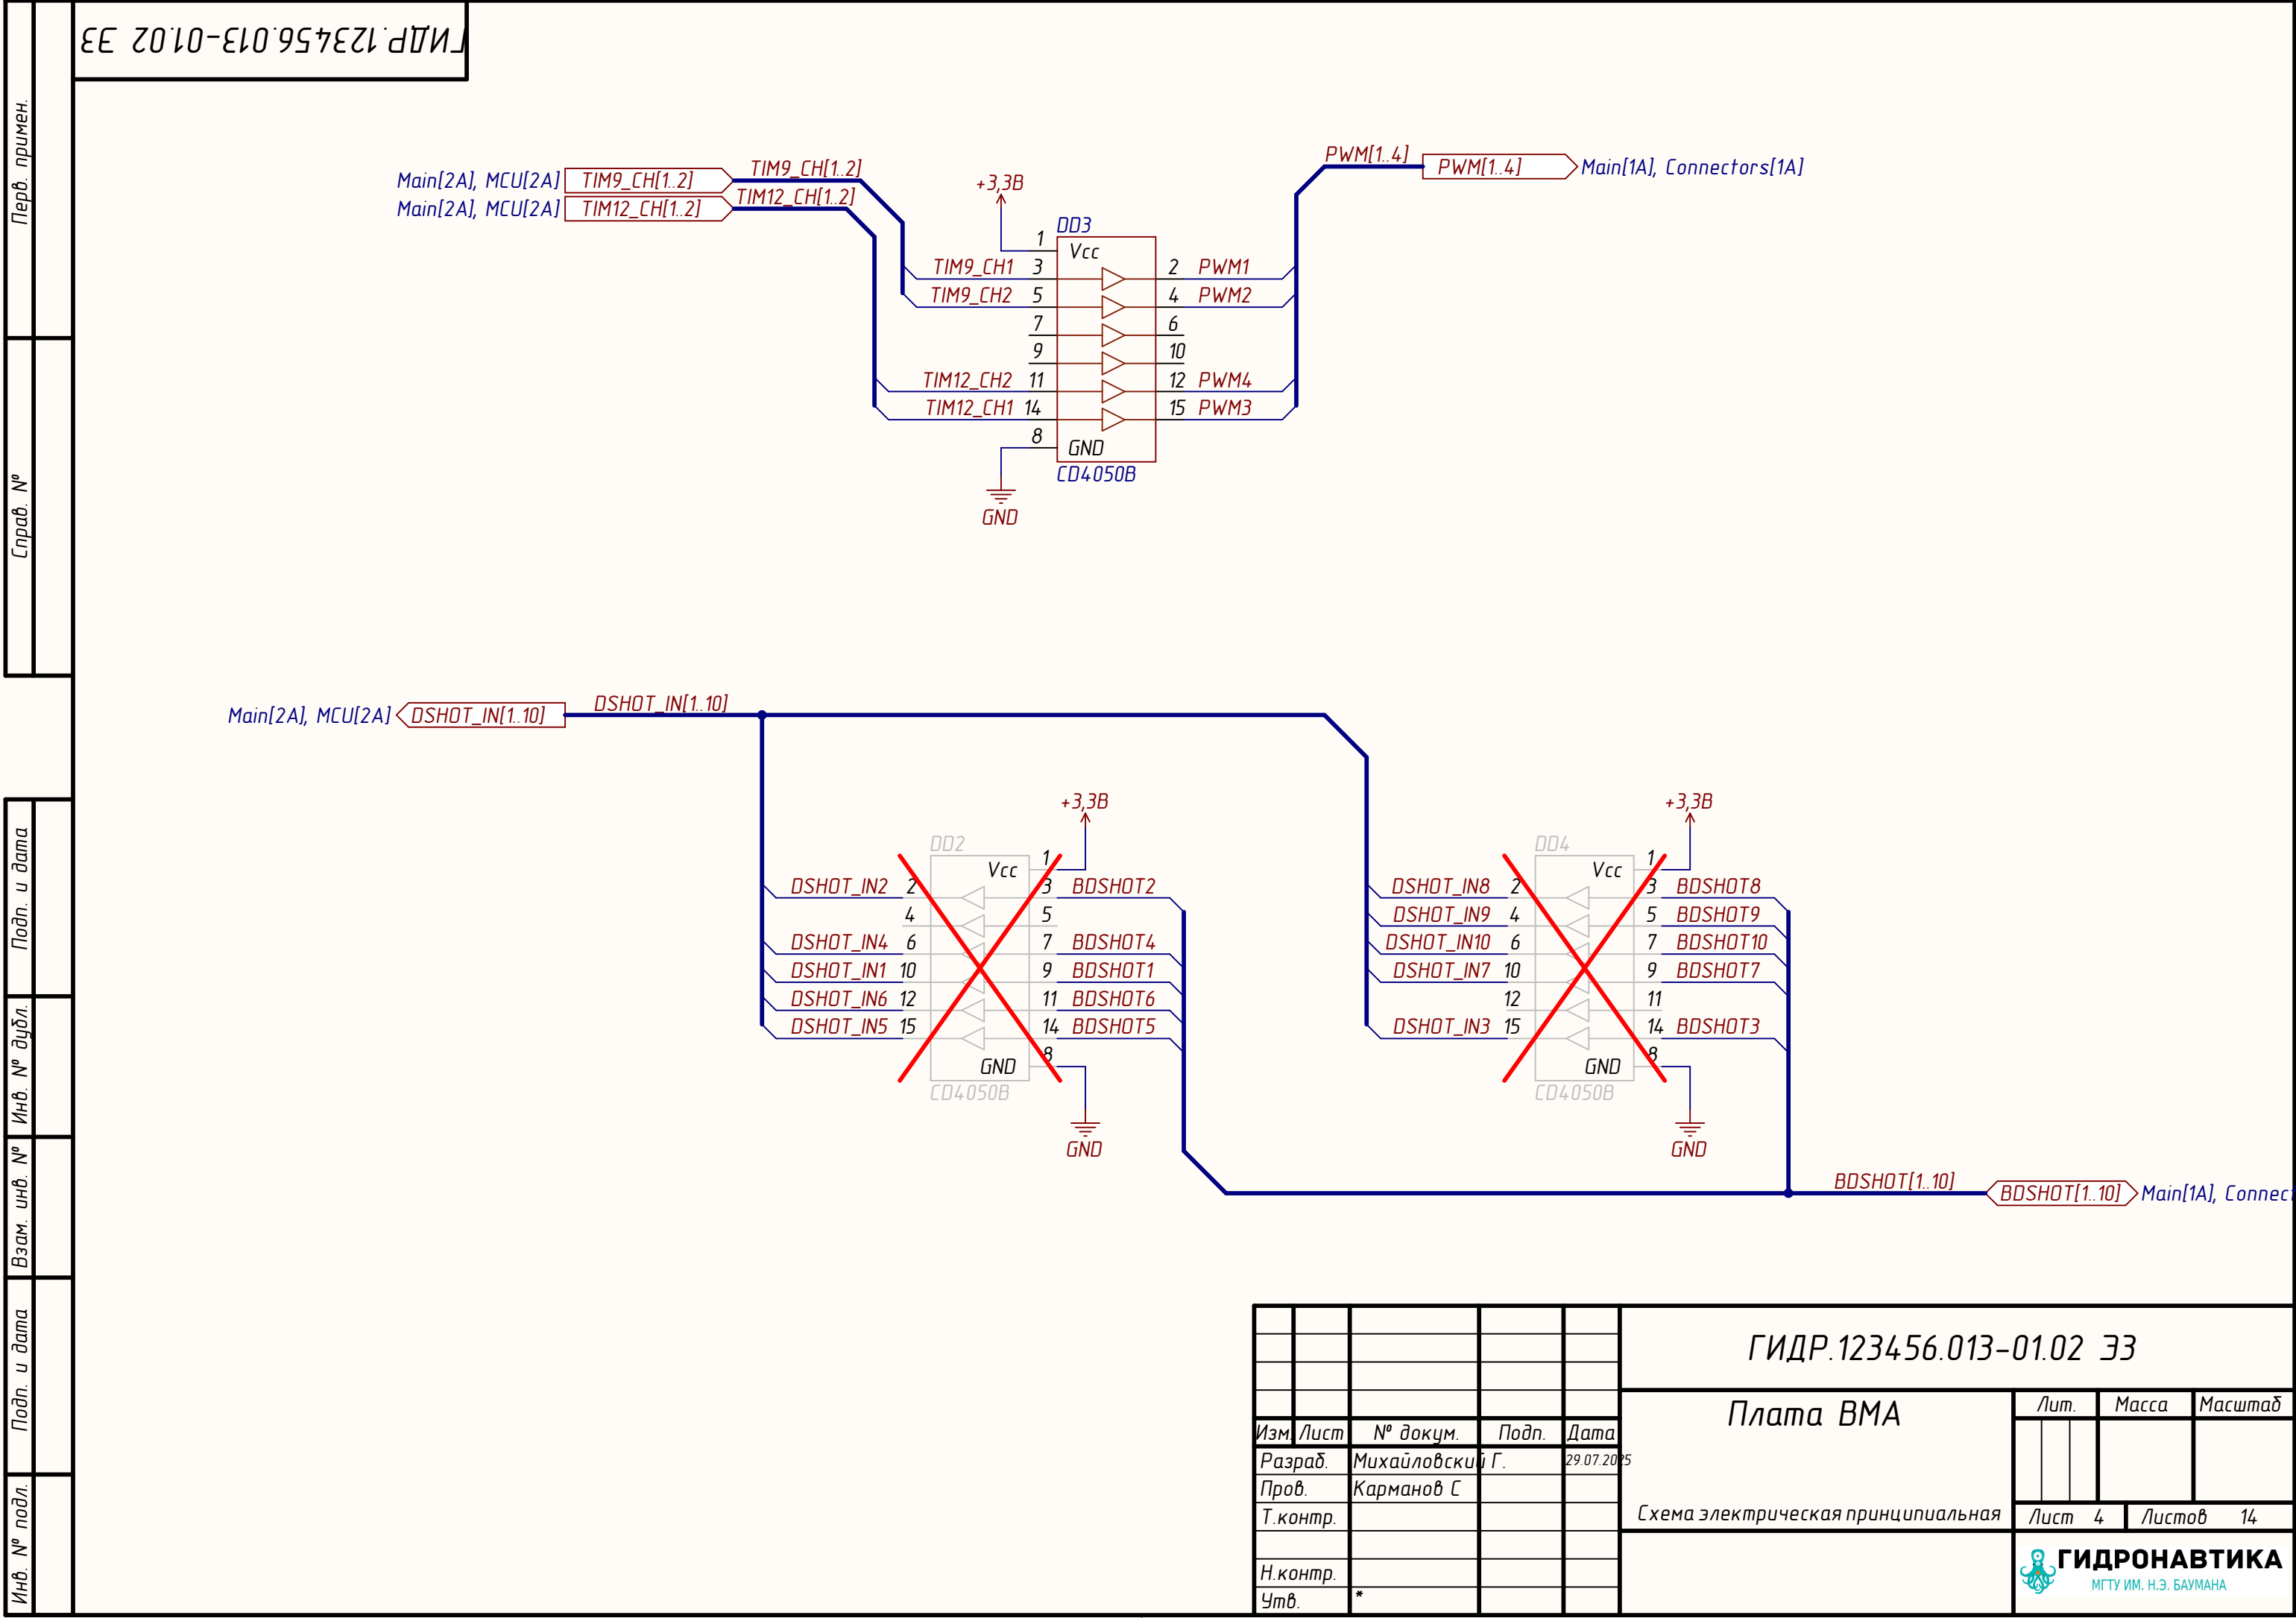 ГИДР.123456.013-01.02 Э3
Перв. примен.
Справ. №
Подп. и дата
Инв. № дубл.
Взам. инв. №
Подп. и дата
Инв. № подл.
Main[2A], MCU[2A] TIM9_CH[1..2] TIM9_CH[1..2]
Main[2A], MCU[2A] TIM12_CH[1..2] TIM12_CH[1..2]
PWM[1..4] PWM[1..4] Main[1A], Connectors[1A]
+3,3В
DD3
1 Vcc
TIM9_CH1 3 2 PWM1
TIM9_CH2 5 4 PWM2
7 6
9 10
TIM12_CH2 11 12 PWM4
TIM12_CH1 14 15 PWM3
8 GND
CD4050B
GND
Main[2A], MCU[2A] DSHOT_IN[1..10] DSHOT_IN[1..10]
+3,3В
DD2
Vcc 1
DSHOT_IN2 2 3 BDSHOT2
4 5
DSHOT_IN4 6 7 BDSHOT4
DSHOT_IN1 10 9 BDSHOT1
DSHOT_IN6 12 11 BDSHOT6
DSHOT_IN5 15 14 BDSHOT5
GND 8
CD4050B
GND
+3,3В
DD4
Vcc 1
DSHOT_IN8 2 3 BDSHOT8
DSHOT_IN9 4 5 BDSHOT9
DSHOT_IN10 6 7 BDSHOT10
DSHOT_IN7 10 9 BDSHOT7
12 11
DSHOT_IN3 15 14 BDSHOT3
GND 8
CD4050B
GND
BDSHOT[1..10] BDSHOT[1..10] Main[1A], Connect
ГИДР.123456.013-01.02 Э3
Плата ВМА
Схема электрическая принципиальная
Лит. Масса Масштаб
Лист 4 Листов 14
Изм. Лист № докум. Подп. Дата
Разраб. Михайловский Г. 29.07.2025
Пров. Карманов С
Т.контр.
Н.контр.
Утв. *
ГИДРОНАВТИКА
МГТУ ИМ. Н.Э. БАУМАНА